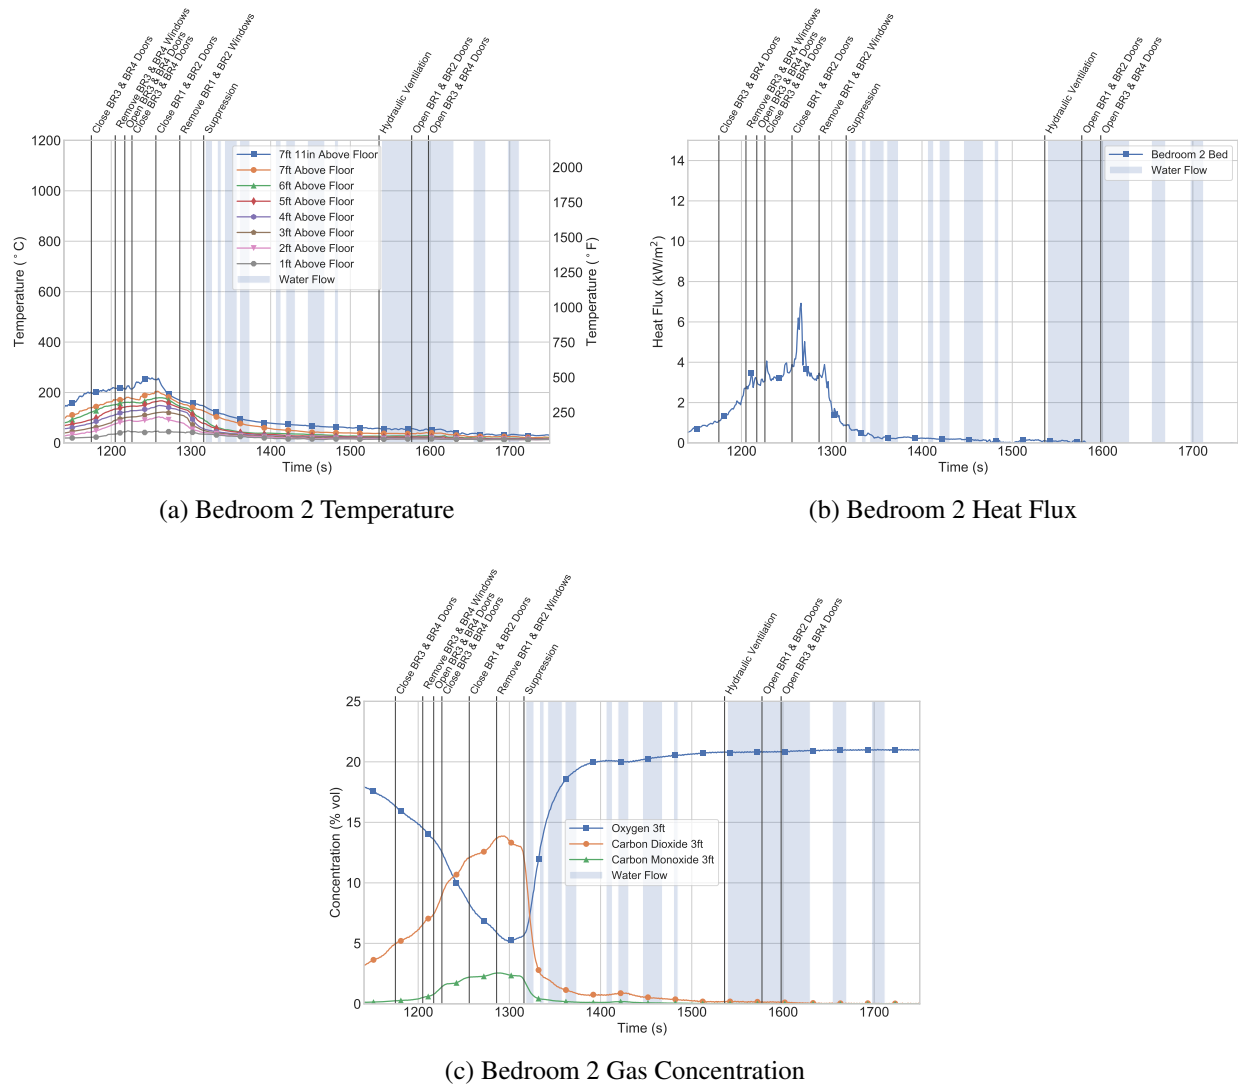 Close BR3 & BR4 Doors
Remove BR3 & BR4 Windows
Open BR3 & BR4 Doors
Close BR3 & BR4 Doors
Close BR1 & BR2 Doors
Remove BR1 & BR2 Windows
Suppression
Hydraulic Ventilation
Open BR1 & BR2 Doors
Open BR3 & BR4 Doors
1200
1000
800
600
400
200
0
Temperature (°C)
2000
1750
1500
1250
1000
750
500
250
Temperature (°F)
7ft 11in Above Floor
7ft Above Floor
6ft Above Floor
5ft Above Floor
4ft Above Floor
3ft Above Floor
2ft Above Floor
1ft Above Floor
Water Flow
1200 1300 1400 1500 1600 1700
Time (s)
(a) Bedroom 2 Temperature
Close BR3 & BR4 Doors
Remove BR3 & BR4 Windows
Open BR3 & BR4 Doors
Close BR3 & BR4 Doors
Close BR1 & BR2 Doors
Remove BR1 & BR2 Windows
Suppression
Hydraulic Ventilation
Open BR1 & BR2 Doors
Open BR3 & BR4 Doors
14
12
10
8
6
4
2
0
Heat Flux (kW/m²)
Bedroom 2 Bed
Water Flow
1200 1300 1400 1500 1600 1700
Time (s)
(b) Bedroom 2 Heat Flux
Close BR3 & BR4 Doors
Remove BR3 & BR4 Windows
Open BR3 & BR4 Doors
Close BR3 & BR4 Doors
Close BR1 & BR2 Doors
Remove BR1 & BR2 Windows
Suppression
Hydraulic Ventilation
Open BR1 & BR2 Doors
Open BR3 & BR4 Doors
25
20
15
10
5
0
Concentration (% vol)
Oxygen 3ft
Carbon Dioxide 3ft
Carbon Monoxide 3ft
Water Flow
1200 1300 1400 1500 1600 1700
Time (s)
(c) Bedroom 2 Gas Concentration